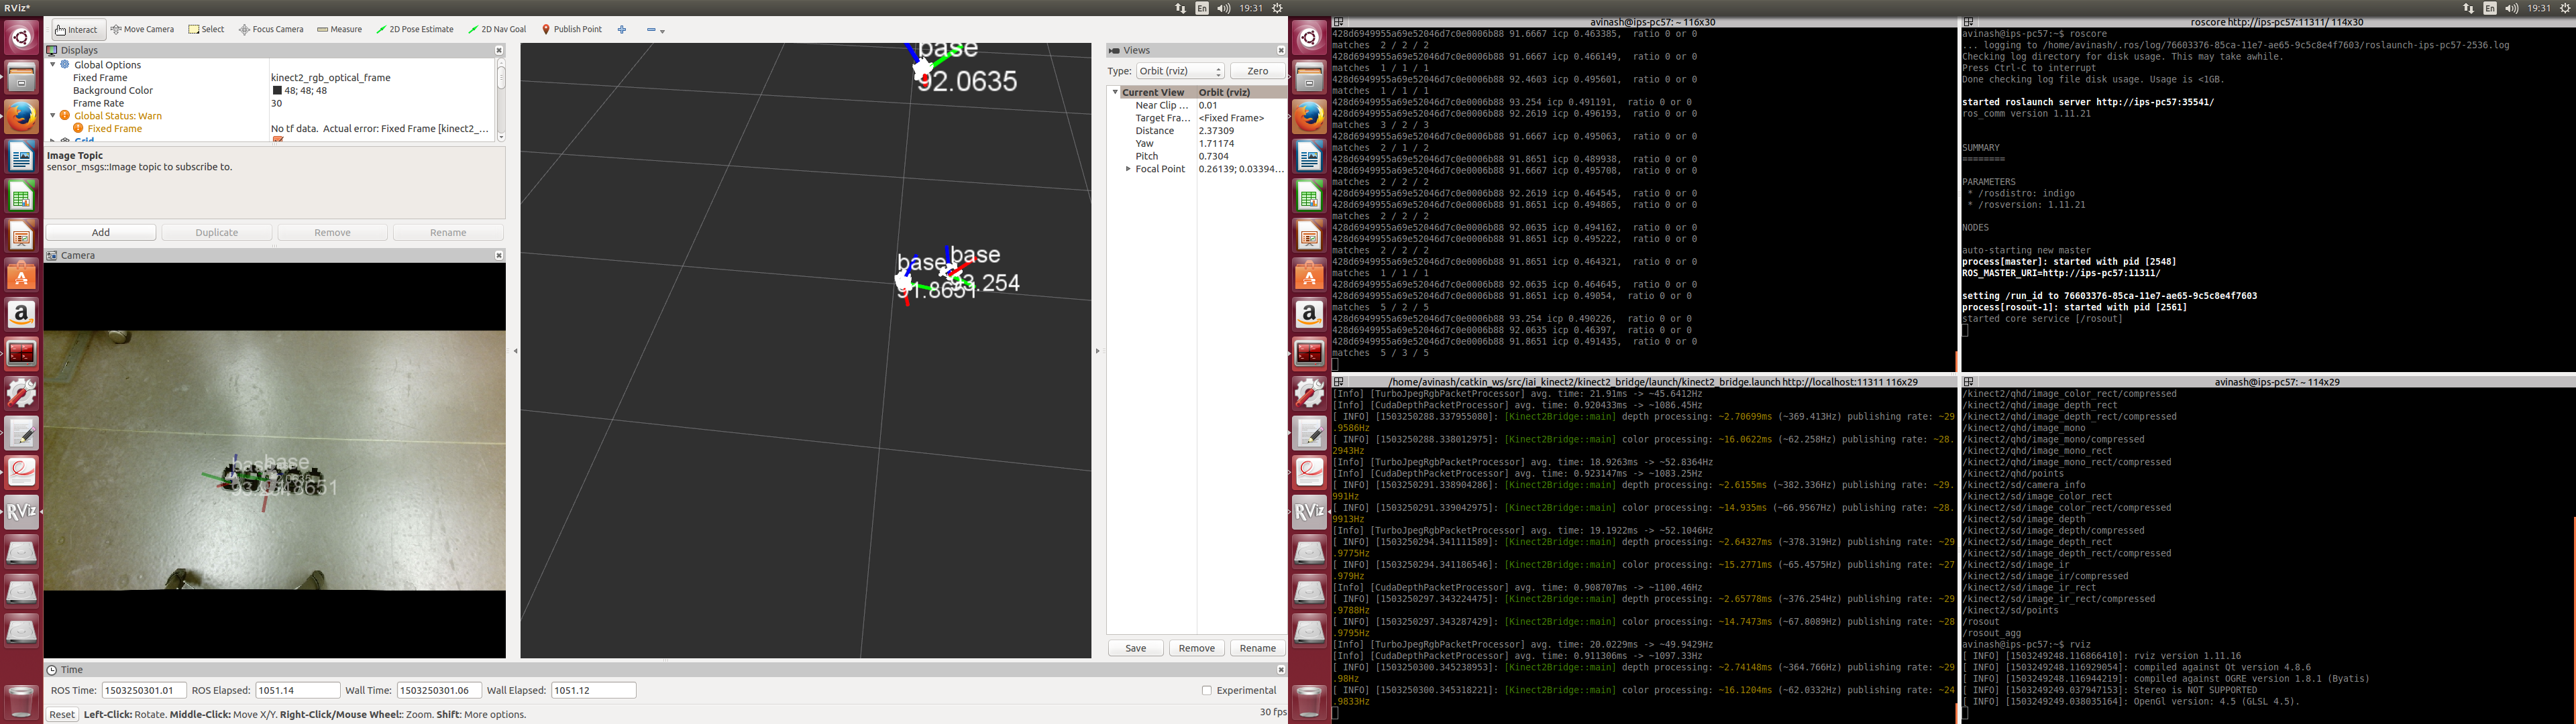 RViz*
En
19:31
Interact
Move Camera
Select
Focus Camera
Measure
2D Pose Estimate
2D Nav Goal
Publish Point
Displays
Global Options
Fixed Frame kinect2_rgb_optical_frame
Background Color 48; 48; 48
Frame Rate 30
Global Status: Warn
Fixed Frame No tf data. Actual error: Fixed Frame [kinect2_...
Grid
Image Topic
sensor_msgs::Image topic to subscribe to.
Add Duplicate Remove Rename
Camera
base
base
93.254
91.8651
base
92.0635
base
base
91.8651
93.254
Views
Type: Orbit (rviz) Zero
Current View Orbit (rviz)
Near Clip ... 0.01
Target Fra... <Fixed Frame>
Distance 2.37309
Yaw 1.71174
Pitch 0.7304
Focal Point 0.26139; 0.03394...
Save Remove Rename
Time
ROS Time: 1503250301.01 ROS Elapsed: 1051.14 Wall Time: 1503250301.06 Wall Elapsed: 1051.12 Experimental
Reset Left-Click: Rotate. Middle-Click: Move X/Y. Right-Click/Mouse Wheel:: Zoom. Shift: More options. 30 fps
RViz
a
En
19:31
avinash@ips-pc57: ~ 116x30
428d6949955a69e52046d7c0e0006b88 91.6667 icp 0.463385, ratio 0 or 0
matches 2 / 2 / 2
428d6949955a69e52046d7c0e0006b88 91.6667 icp 0.466149, ratio 0 or 0
matches 1 / 1 / 1
428d6949955a69e52046d7c0e0006b88 92.4603 icp 0.495601, ratio 0 or 0
matches 1 / 1 / 1
428d6949955a69e52046d7c0e0006b88 93.254 icp 0.491191, ratio 0 or 0
428d6949955a69e52046d7c0e0006b88 92.2619 icp 0.496193, ratio 0 or 0
matches 3 / 2 / 3
428d6949955a69e52046d7c0e0006b88 91.6667 icp 0.495063, ratio 0 or 0
matches 2 / 1 / 2
428d6949955a69e52046d7c0e0006b88 91.8651 icp 0.489938, ratio 0 or 0
428d6949955a69e52046d7c0e0006b88 91.6667 icp 0.495708, ratio 0 or 0
matches 2 / 2 / 2
428d6949955a69e52046d7c0e0006b88 92.2619 icp 0.464545, ratio 0 or 0
428d6949955a69e52046d7c0e0006b88 91.8651 icp 0.494865, ratio 0 or 0
matches 2 / 2 / 2
428d6949955a69e52046d7c0e0006b88 92.0635 icp 0.494162, ratio 0 or 0
428d6949955a69e52046d7c0e0006b88 91.8651 icp 0.495222, ratio 0 or 0
matches 2 / 2 / 2
428d6949955a69e52046d7c0e0006b88 91.8651 icp 0.464321, ratio 0 or 0
matches 1 / 1 / 1
428d6949955a69e52046d7c0e0006b88 92.0635 icp 0.464645, ratio 0 or 0
428d6949955a69e52046d7c0e0006b88 91.8651 icp 0.49054, ratio 0 or 0
matches 5 / 2 / 5
428d6949955a69e52046d7c0e0006b88 93.254 icp 0.490226, ratio 0 or 0
428d6949955a69e52046d7c0e0006b88 92.0635 icp 0.46397, ratio 0 or 0
428d6949955a69e52046d7c0e0006b88 91.8651 icp 0.491435, ratio 0 or 0
matches 5 / 3 / 5
roscore http://ips-pc57:11311/ 114x30
avinash@ips-pc57:~$ roscore
... logging to /home/avinash/.ros/log/76603376-85ca-11e7-ae65-9c5c8e4f7603/roslaunch-ips-pc57-2536.log
Checking log directory for disk usage. This may take awhile.
Press Ctrl-C to interrupt
Done checking log file disk usage. Usage is <1GB.
started roslaunch server http://ips-pc57:35541/
ros_comm version 1.11.21
SUMMARY
========
PARAMETERS
* /rosdistro: indigo
* /rosversion: 1.11.21
NODES
auto-starting new master
process[master]: started with pid [2548]
ROS_MASTER_URI=http://ips-pc57:11311/
setting /run_id to 76603376-85ca-11e7-ae65-9c5c8e4f7603
process[rosout-1]: started with pid [2561]
started core service [/rosout]
/home/avinash/catkin_ws/src/iai_kinect2/kinect2_bridge/launch/kinect2_bridge.launch http://localhost:11311 116x29
[Info] [TurboJpegRgbPacketProcessor] avg. time: 21.91ms -> ~45.6412Hz
[Info] [CudaDepthPacketProcessor] avg. time: 0.920433ms -> ~1086.45Hz
[ INFO] [1503250288.337955080]: [Kinect2Bridge::main] depth processing: ~2.70699ms (~369.413Hz) publishing rate: ~29
.9586Hz
[ INFO] [1503250288.338012975]: [Kinect2Bridge::main] color processing: ~16.0622ms (~62.258Hz) publishing rate: ~28.
2943Hz
[Info] [TurboJpegRgbPacketProcessor] avg. time: 18.9263ms -> ~52.8364Hz
[Info] [CudaDepthPacketProcessor] avg. time: 0.923147ms -> ~1083.25Hz
[ INFO] [1503250291.338904286]: [Kinect2Bridge::main] depth processing: ~2.6155ms (~382.336Hz) publishing rate: ~29.
991Hz
[ INFO] [1503250291.339042975]: [Kinect2Bridge::main] color processing: ~14.935ms (~66.9567Hz) publishing rate: ~28.
9913Hz
[Info] [TurboJpegRgbPacketProcessor] avg. time: 19.1922ms -> ~52.1046Hz
[ INFO] [1503250294.341111589]: [Kinect2Bridge::main] depth processing: ~2.64327ms (~378.319Hz) publishing rate: ~29
.9775Hz
[ INFO] [1503250294.341186546]: [Kinect2Bridge::main] color processing: ~15.2771ms (~65.4575Hz) publishing rate: ~27
.979Hz
[Info] [CudaDepthPacketProcessor] avg. time: 0.908707ms -> ~1100.46Hz
[ INFO] [1503250297.343224475]: [Kinect2Bridge::main] depth processing: ~2.65778ms (~376.254Hz) publishing rate: ~29
.9788Hz
[ INFO] [1503250297.343287429]: [Kinect2Bridge::main] color processing: ~14.7473ms (~67.8089Hz) publishing rate: ~28
.9795Hz
[Info] [TurboJpegRgbPacketProcessor] avg. time: 20.0229ms -> ~49.9429Hz
[Info] [CudaDepthPacketProcessor] avg. time: 0.911306ms -> ~1097.33Hz
[ INFO] [1503250300.345238953]: [Kinect2Bridge::main] depth processing: ~2.74148ms (~364.766Hz) publishing rate: ~29
.98Hz
[ INFO] [1503250300.345318221]: [Kinect2Bridge::main] color processing: ~16.1204ms (~62.0332Hz) publishing rate: ~24
.9833Hz
avinash@ips-pc57: ~ 114x29
/kinect2/qhd/image_color_rect/compressed
/kinect2/qhd/image_depth_rect
/kinect2/qhd/image_depth_rect/compressed
/kinect2/qhd/image_mono
/kinect2/qhd/image_mono/compressed
/kinect2/qhd/image_mono_rect
/kinect2/qhd/image_mono_rect/compressed
/kinect2/qhd/points
/kinect2/sd/camera_info
/kinect2/sd/image_color_rect
/kinect2/sd/image_color_rect/compressed
/kinect2/sd/image_depth
/kinect2/sd/image_depth/compressed
/kinect2/sd/image_depth_rect
/kinect2/sd/image_depth_rect/compressed
/kinect2/sd/image_ir
/kinect2/sd/image_ir/compressed
/kinect2/sd/image_ir_rect
/kinect2/sd/image_ir_rect/compressed
/kinect2/sd/points
/rosout
/rosout_agg
avinash@ips-pc57:~$ rviz
[ INFO] [1503249248.116866410]: rviz version 1.11.16
[ INFO] [1503249248.116929054]: compiled against Qt version 4.8.6
[ INFO] [1503249248.116944219]: compiled against OGRE version 1.8.1 (Byatis)
[ INFO] [1503249249.037947153]: Stereo is NOT SUPPORTED
[ INFO] [1503249249.038035164]: OpenGl version: 4.5 (GLSL 4.5).
RViz
a